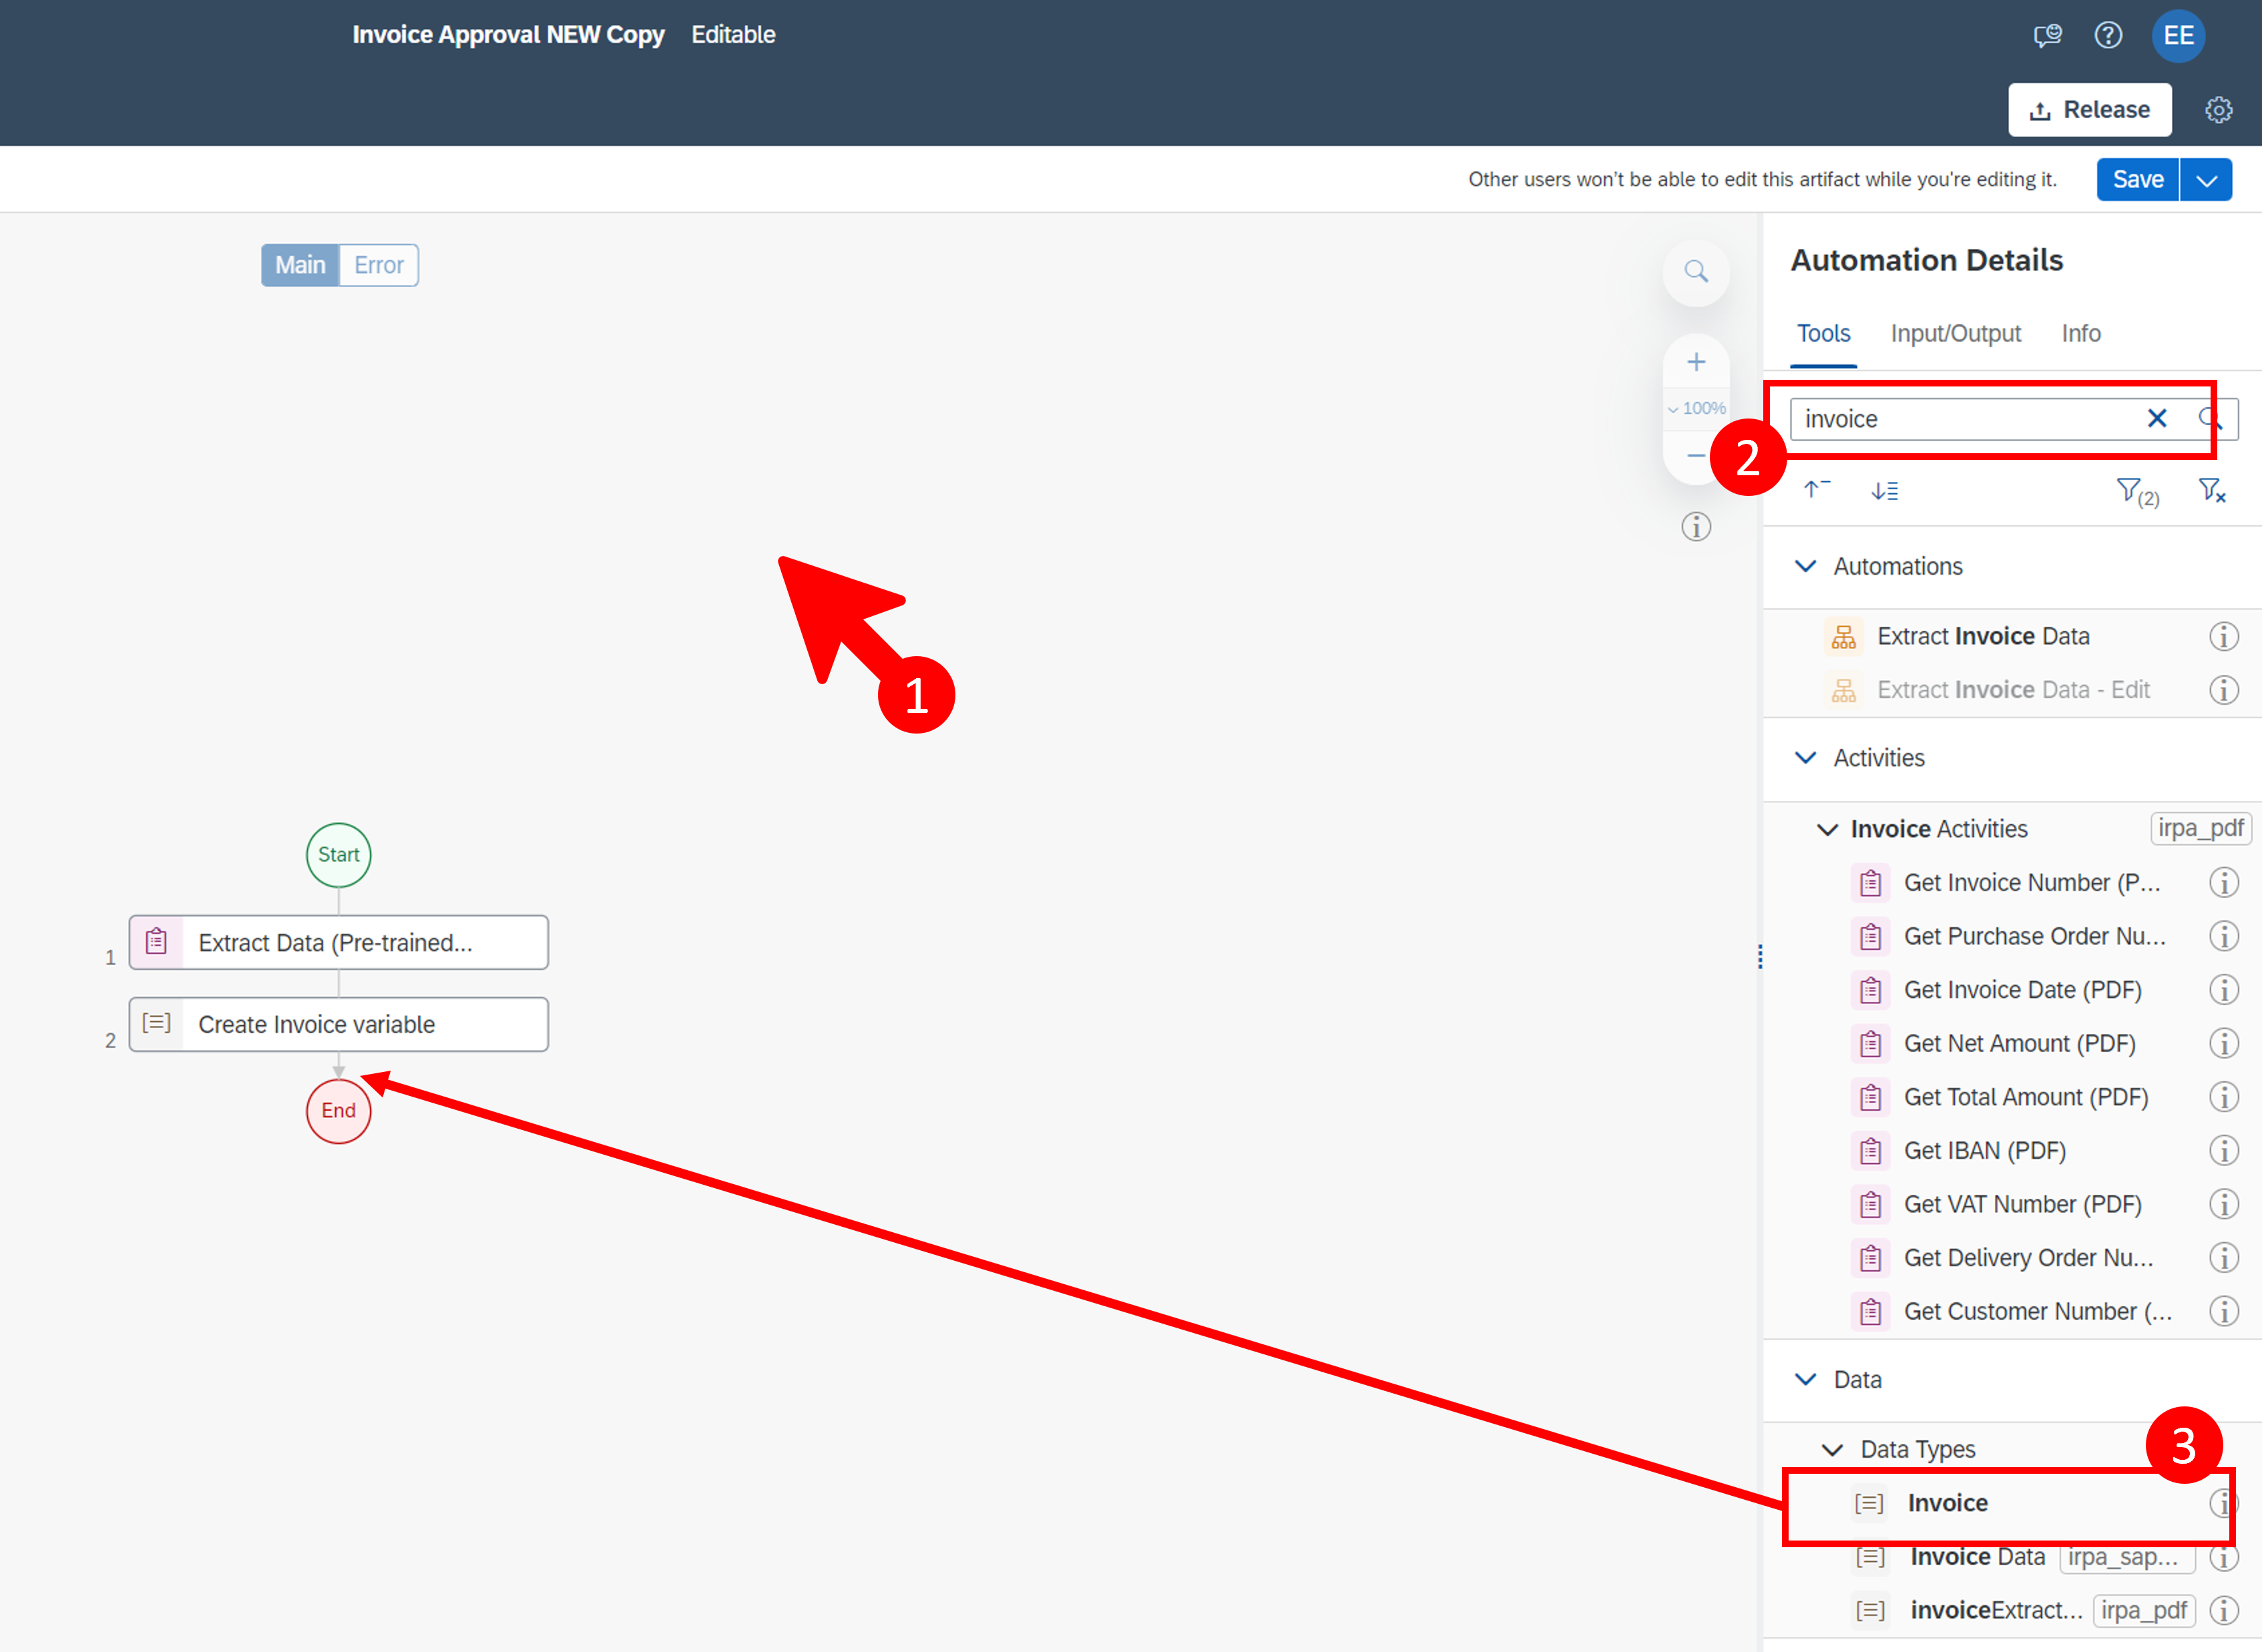 Invoice Approval NEW Copy Editable
EE
Release
Other users won't be able to edit this artifact while you're editing it.
Save
Main Error
100%
Automation Details
Tools Input/Output Info
invoice
2
(2)
Automations
Extract Invoice Data
Extract Invoice Data - Edit
1
Activities
Invoice Activities irpa_pdf
Get Invoice Number (P...
Get Purchase Order Nu...
Get Invoice Date (PDF)
Get Net Amount (PDF)
Get Total Amount (PDF)
Get IBAN (PDF)
Get VAT Number (PDF)
Get Delivery Order Nu...
Get Customer Number (...
Start
1 Extract Data (Pre-trained...
2 Create Invoice variable
End
Data
3
Data Types
Invoice
Invoice Data irpa_sap...
invoiceExtract... irpa_pdf